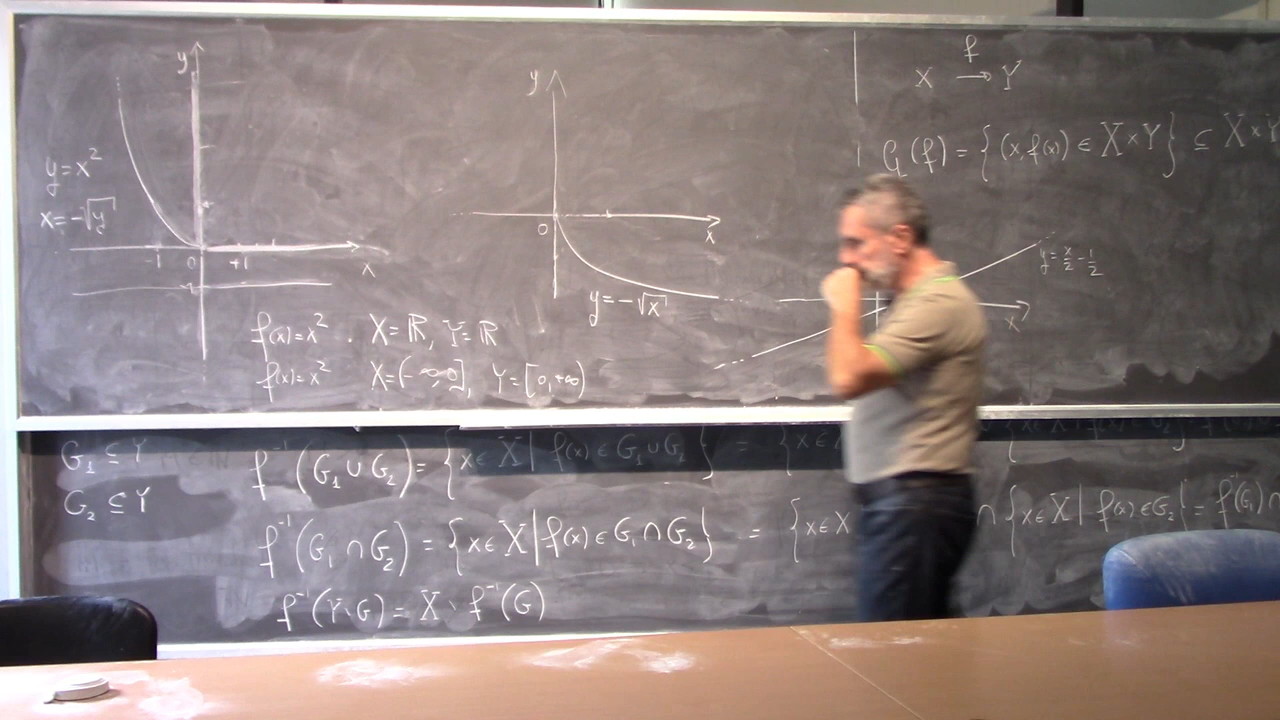 y
y = x²
x = -√y
-1 0 +1 x
f(x) = x² . X = ℝ, Y = ℝ
f(x) = x² X = (-∞, 0], Y = [0, +∞)
y
0 x
y = -√x
f
X → Y
G(f) = {(x, f(x)) ∈ X × Y} ⊆ X × Y
y = x/2 - 1/2
x
G₁ ⊆ Y
G₂ ⊆ Y
f⁻¹(G₁ ∪ G₂) = {x ∈ X | f(x) ∈ G₁ ∪ G₂} = {x ∈
f⁻¹(G₁ ∩ G₂) = {x ∈ X | f(x) ∈ G₁ ∩ G₂} = {x ∈ X ∩ {x ∈ X | f(x) ∈ G₂} = f⁻¹(G₁) ∩
f⁻¹(Y \ G) = X \ f⁻¹(G)